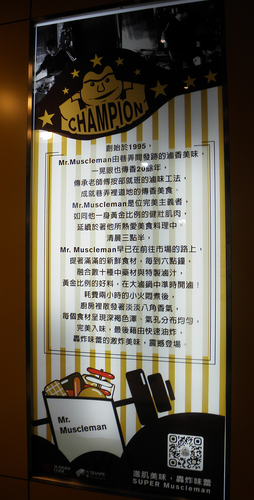 CHAMPION
創始於1995，
Mr.Muscleman由巷弄間發跡的滷香美味，
一晃眼也傳香20餘年，
傳承老師傅按部就班的滷味工法，
成就巷弄裡道地的傳香美食。
Mr.Muscleman是位完美主義者，
如同他一身黃金比例的健壯肌肉，
延續於著他所熱愛美食料理中。
清晨三點半，
Mr. Muscleman早已在前往市場的路上，
提著滿滿的新鮮食材，每到六點鐘，
融合數十種中藥材與特製滷汁，
黃金比例的好料，在大滷鍋中準時開滷！
耗費兩小時的小火悶煮後，
廚房裡散發著淡淡八角香氣，
每個食材呈現深褐色澤、氣孔分布均勻，
完美入味，最後藉由快速油炸，
轟炸味蕾的激炸美味，震撼登場。
Mr.
Muscleman
激肌美味，轟炸味蕾
SUPER Muscleman